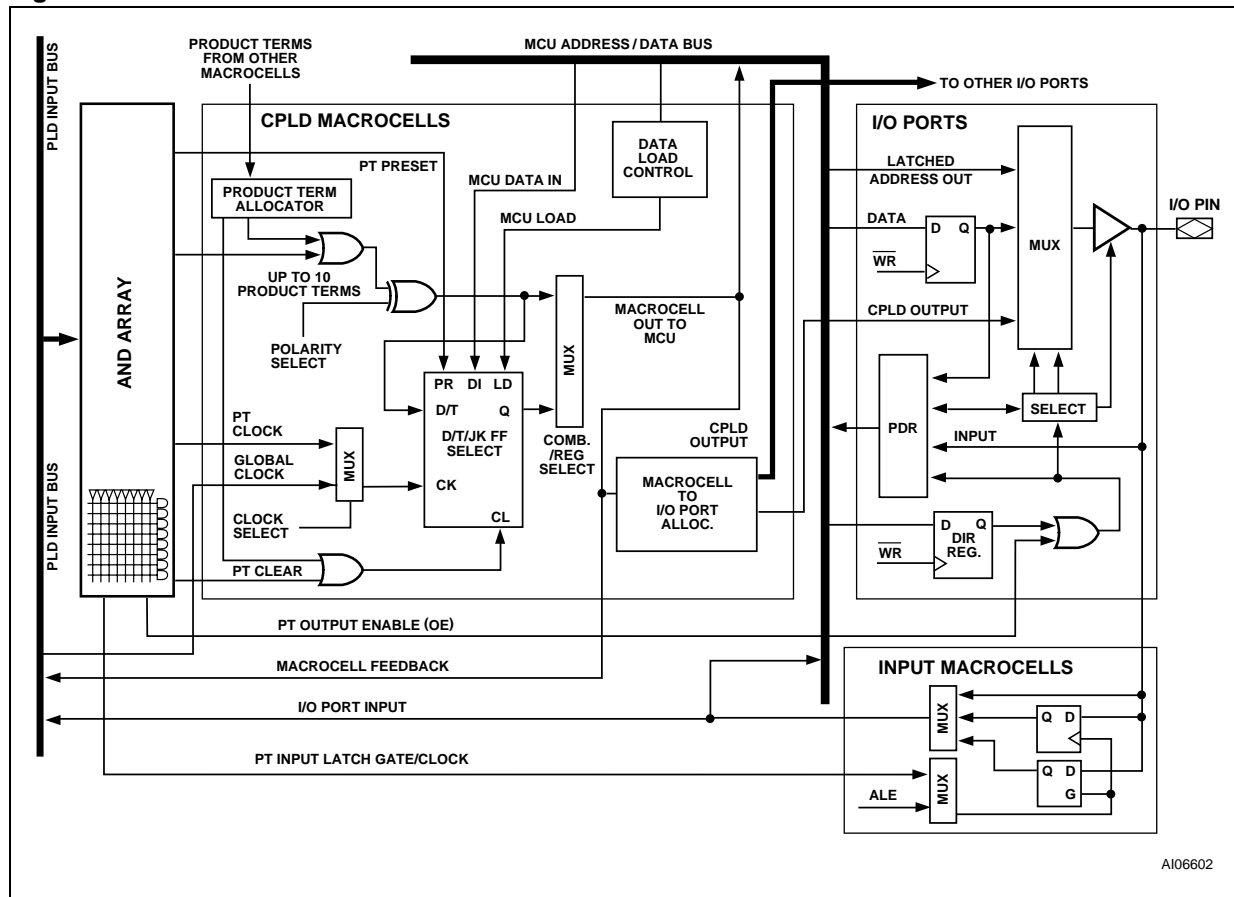 PLD INPUT BUS
PLD INPUT BUS
AND ARRAY
PRODUCT TERMS
FROM OTHER
MACROCELLS
MCU ADDRESS / DATA BUS
TO OTHER I/O PORTS
CPLD MACROCELLS
PT PRESET
PRODUCT TERM
ALLOCATOR
MCU DATA IN
MCU LOAD
DATA
LOAD
CONTROL
UP TO 10
PRODUCT TERMS
POLARITY
SELECT
MUX
MACROCELL
OUT TO
MCU
PR DI LD
D/T Q
D/T/JK FF
SELECT
CK
CL
COMB.
/REG
SELECT
PT
CLOCK
GLOBAL
CLOCK
CLOCK
SELECT
MUX
PT CLEAR
CPLD
OUTPUT
MACROCELL
TO
I/O PORT
ALLOC.
I/O PORTS
LATCHED
ADDRESS OUT
DATA
D Q
WR
MUX
I/O PIN
CPLD OUTPUT
PDR
SELECT
INPUT
D Q
DIR
REG.
WR
PT OUTPUT ENABLE (OE)
MACROCELL FEEDBACK
I/O PORT INPUT
PT INPUT LATCH GATE/CLOCK
INPUT MACROCELLS
MUX
Q D
Q D
G
ALE
MUX
AI06602